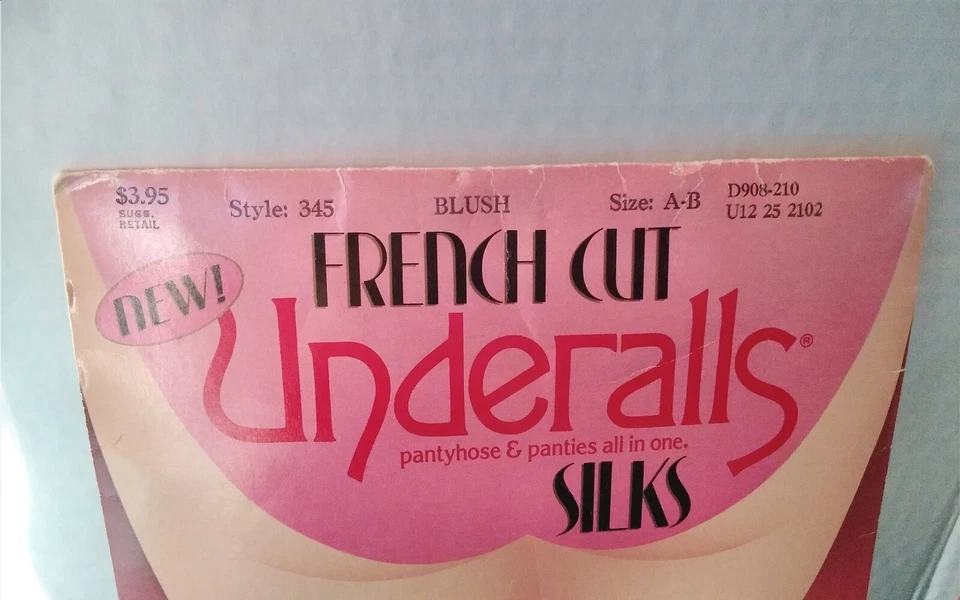 $3.95
SUGG.
RETAIL
Style: 345
BLUSH
Size: A-B
D908-210
U12 25 2102
NEW!
FRENCH CUT
Underalls®
pantyhose & panties all in one.
SILKS